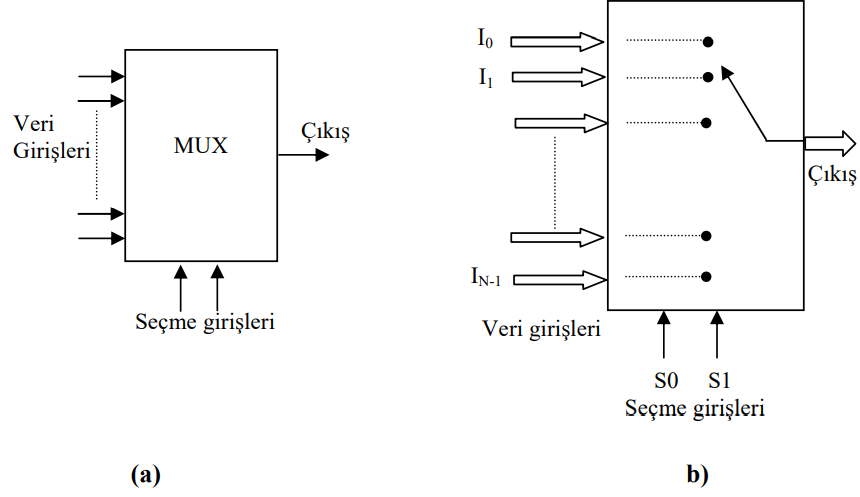 Veri
Girişleri
MUX
Çıkış
Seçme girişleri
(a)
I0
I1
IN-1
Veri girişleri
Çıkış
S0 S1
Seçme girişleri
b)